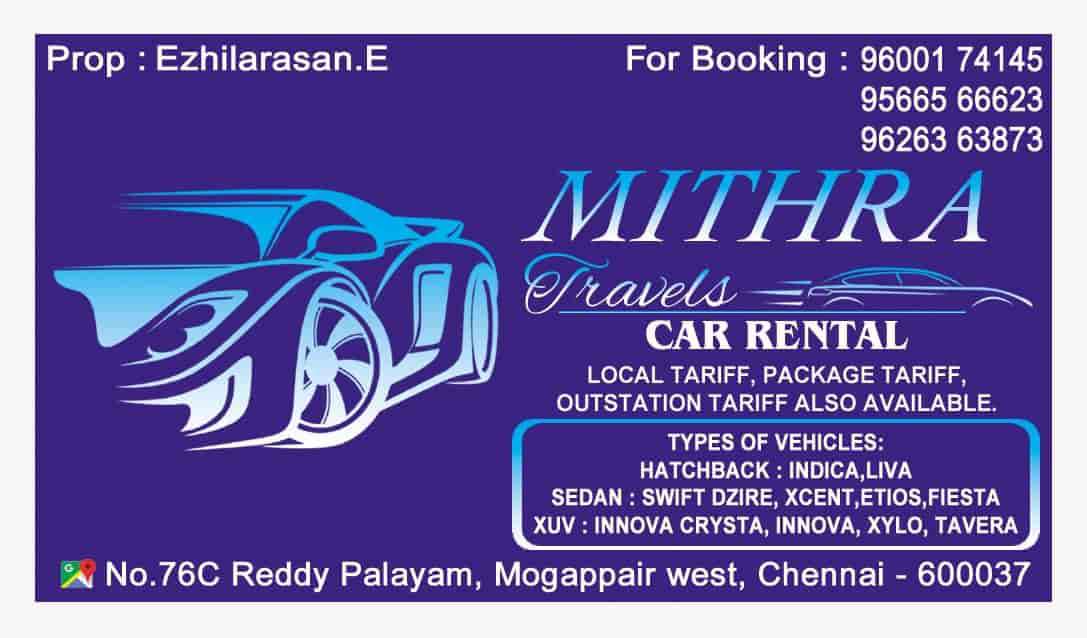 Prop : Ezhilarasan.E
For Booking : 96001 74145
95665 66623
96263 63873
MITHRA
Travels
CAR RENTAL
LOCAL TARIFF, PACKAGE TARIFF,
OUTSTATION TARIFF ALSO AVAILABLE.
TYPES OF VEHICLES:
HATCHBACK : INDICA,LIVA
SEDAN : SWIFT DZIRE, XCENT,ETIOS,FIESTA
XUV : INNOVA CRYSTA, INNOVA, XYLO, TAVERA
G
No.76C Reddy Palayam, Mogappair west, Chennai - 600037